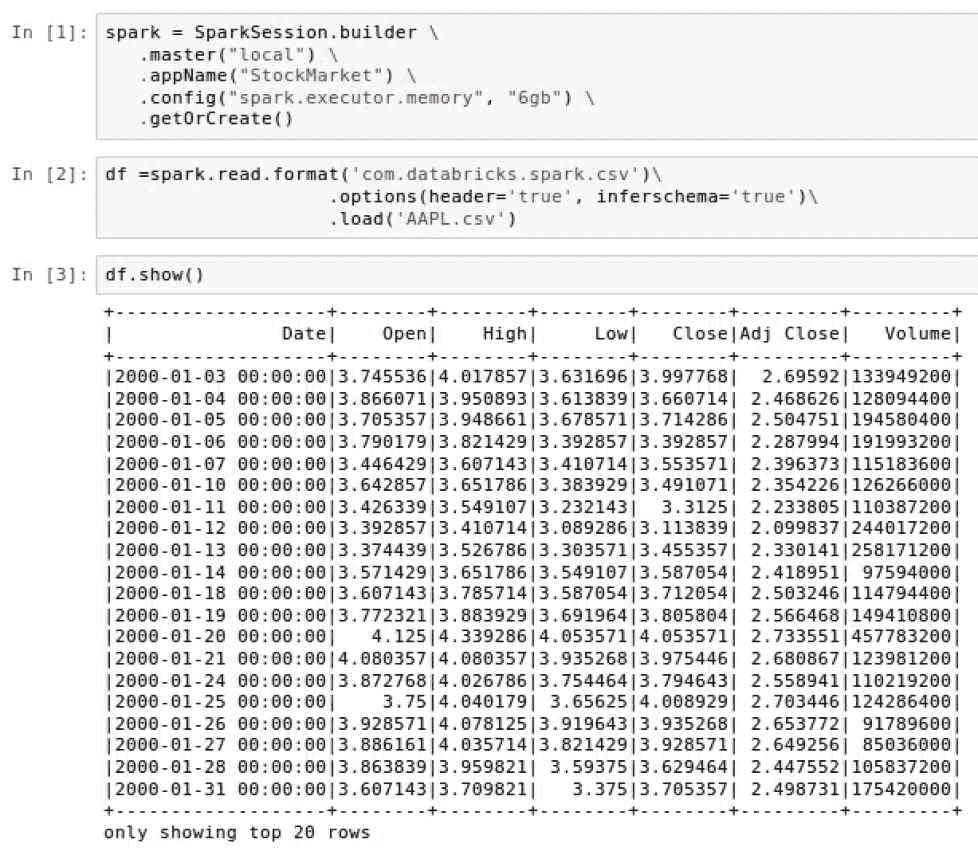 In [1]: spark = SparkSession.builder \
.master("local") \
.appName("StockMarket") \
.config("spark.executor.memory", "6gb") \
.getOrCreate()
In [2]: df =spark.read.format('com.databricks.spark.csv')\
.options(header='true', inferschema='true')\
.load('AAPL.csv')
In [3]: df.show()
+-------------------+--------+--------+--------+--------+---------+---------+
|               Date|    Open|    High|     Low|   Close|Adj Close|   Volume|
+-------------------+--------+--------+--------+--------+---------+---------+
|2000-01-03 00:00:00|3.745536|4.017857|3.631696|3.997768|  2.69592|133949200|
|2000-01-04 00:00:00|3.866071|3.950893|3.613839|3.660714| 2.468626|128094400|
|2000-01-05 00:00:00|3.705357|3.948661|3.678571|3.714286| 2.504751|194580400|
|2000-01-06 00:00:00|3.790179|3.821429|3.392857|3.392857| 2.287994|191993200|
|2000-01-07 00:00:00|3.446429|3.607143|3.410714|3.553571| 2.396373|115183600|
|2000-01-10 00:00:00|3.642857|3.651786|3.383929|3.491071| 2.354226|126266000|
|2000-01-11 00:00:00|3.426339|3.549107|3.232143|  3.3125| 2.233805|110387200|
|2000-01-12 00:00:00|3.392857|3.410714|3.089286|3.113839| 2.099837|244017200|
|2000-01-13 00:00:00|3.374439|3.526786|3.303571|3.455357| 2.330141|258171200|
|2000-01-14 00:00:00|3.571429|3.651786|3.549107|3.587054| 2.418951| 97594000|
|2000-01-18 00:00:00|3.607143|3.785714|3.587054|3.712054| 2.503246|114794400|
|2000-01-19 00:00:00|3.772321|3.883929|3.691964|3.805804| 2.566468|149410800|
|2000-01-20 00:00:00|   4.125|4.339286|4.053571|4.053571| 2.733551|457783200|
|2000-01-21 00:00:00|4.080357|4.080357|3.935268|3.975446| 2.680867|123981200|
|2000-01-24 00:00:00|3.872768|4.026786|3.754464|3.794643| 2.558941|110219200|
|2000-01-25 00:00:00|    3.75|4.040179| 3.65625|4.008929| 2.703446|124286400|
|2000-01-26 00:00:00|3.928571|4.078125|3.919643|3.935268| 2.653772| 91789600|
|2000-01-27 00:00:00|3.886161|4.035714|3.821429|3.928571| 2.649256| 85036000|
|2000-01-28 00:00:00|3.863839|3.959821| 3.59375|3.629464| 2.447552|105837200|
|2000-01-31 00:00:00|3.607143|3.709821|   3.375|3.705357| 2.498731|175420000|
+-------------------+--------+--------+--------+--------+---------+---------+
only showing top 20 rows